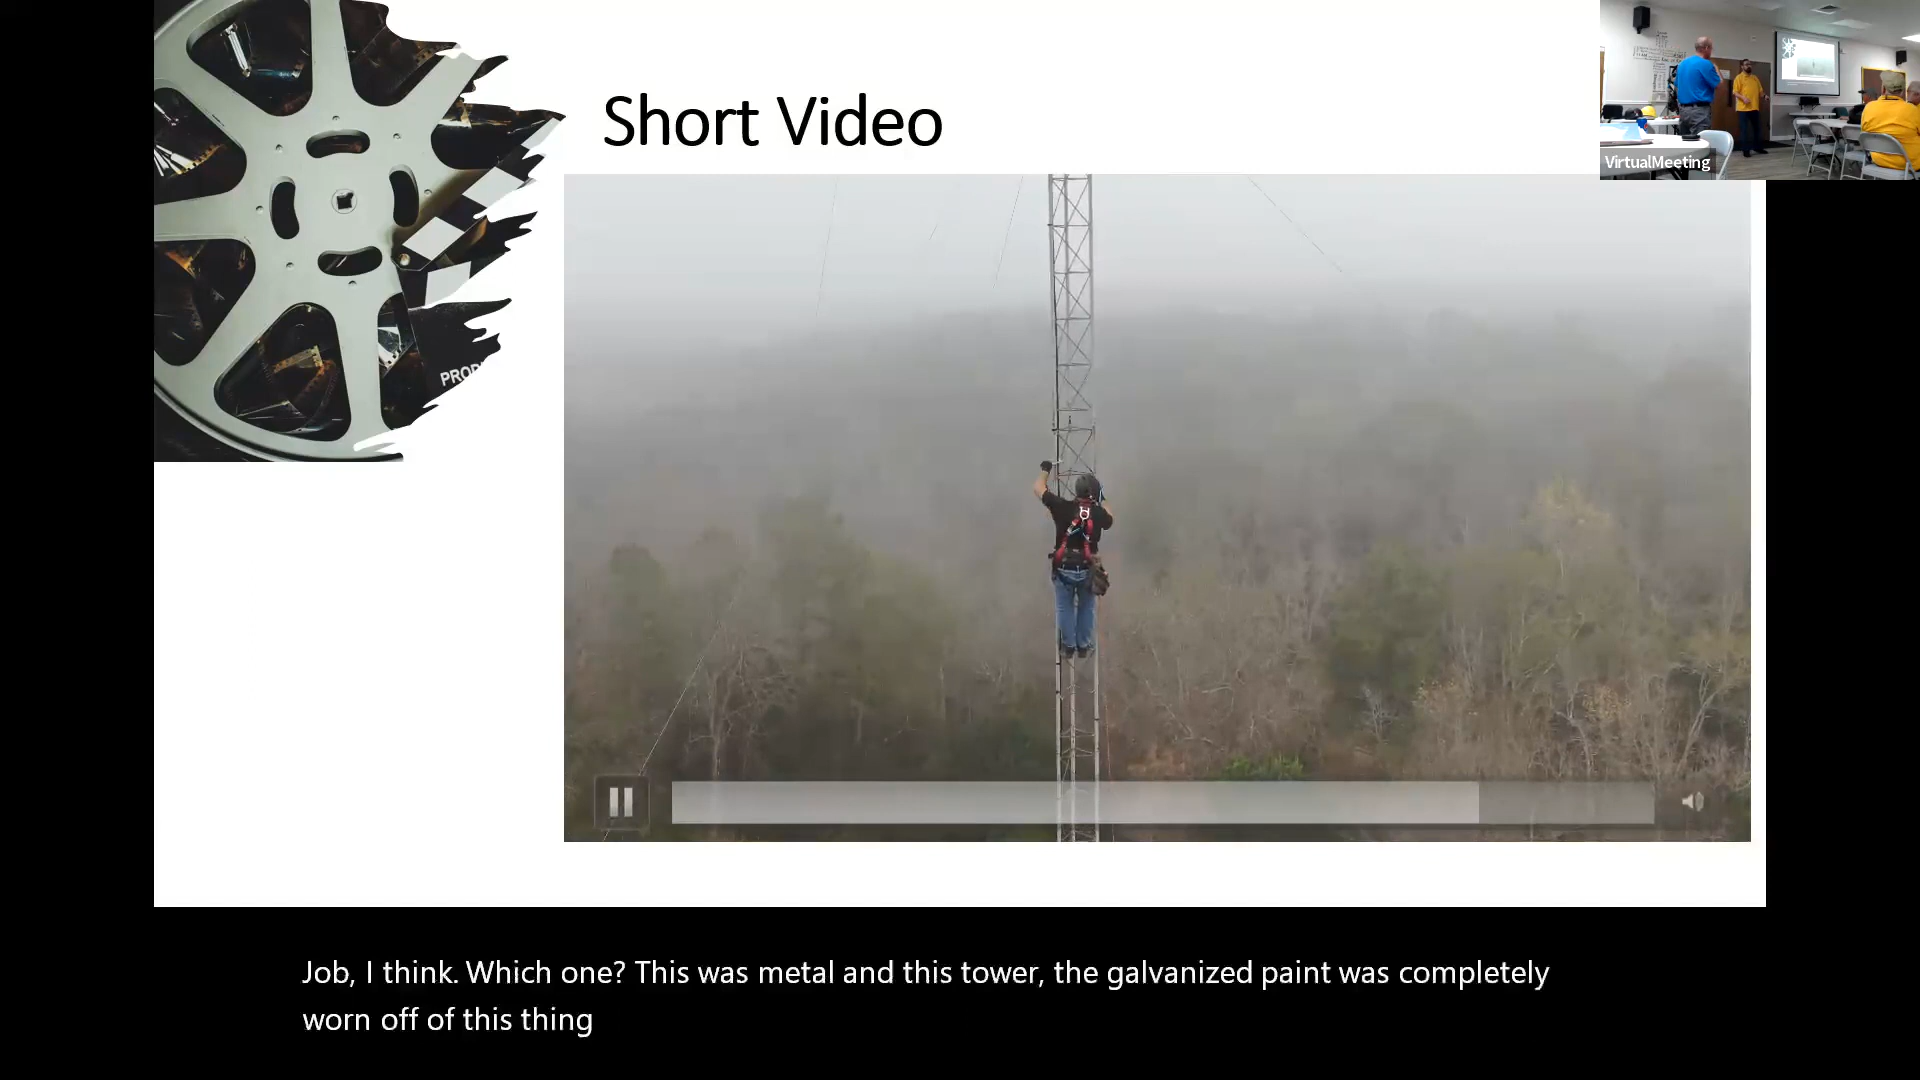 Short Video
PROD
VirtualMeeting
Job, I think. Which one? This was metal and this tower, the galvanized paint was completely
worn off of this thing